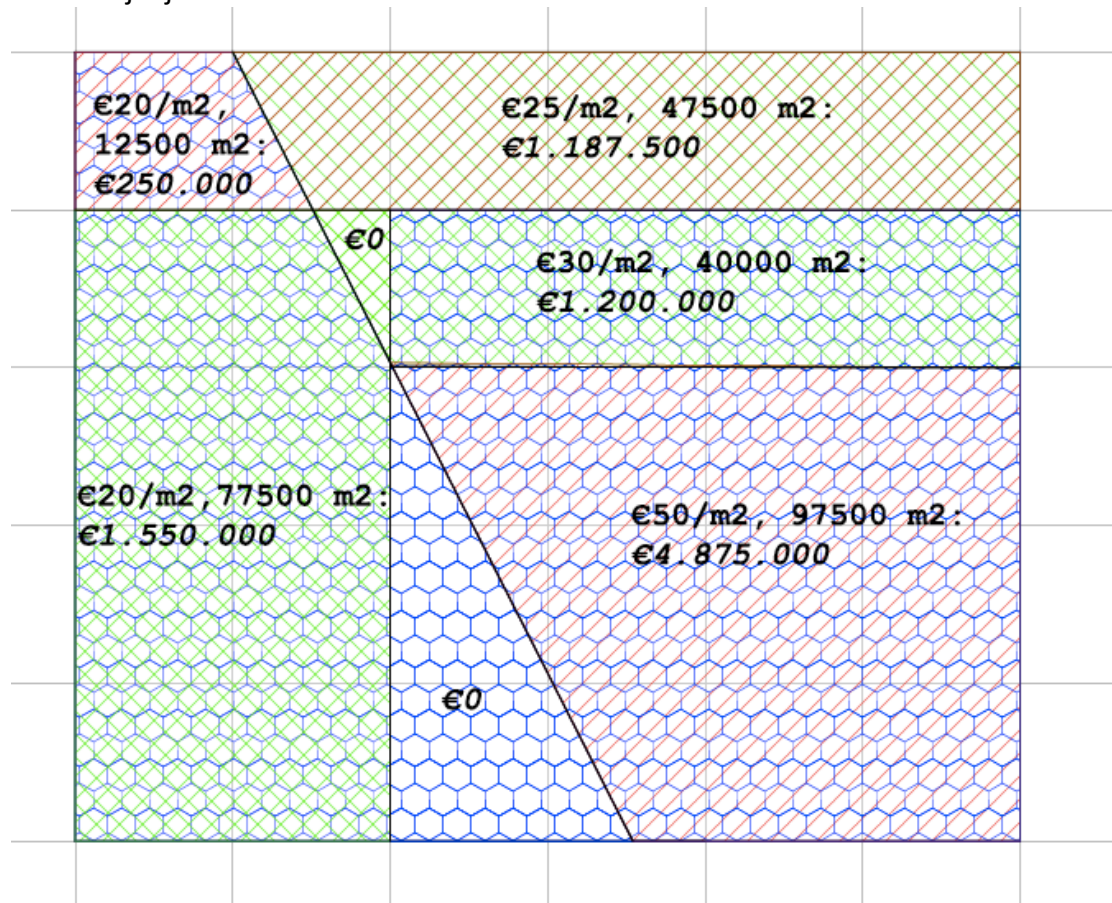 €20/m2,
12500 m2:
€250.000
€25/m2, 47500 m2:
€1.187.500
€0
€30/m2, 40000 m2:
€1.200.000
€20/m2,77500 m2:
€1.550.000
€50/m2, 97500 m2:
€4.875.000
€0